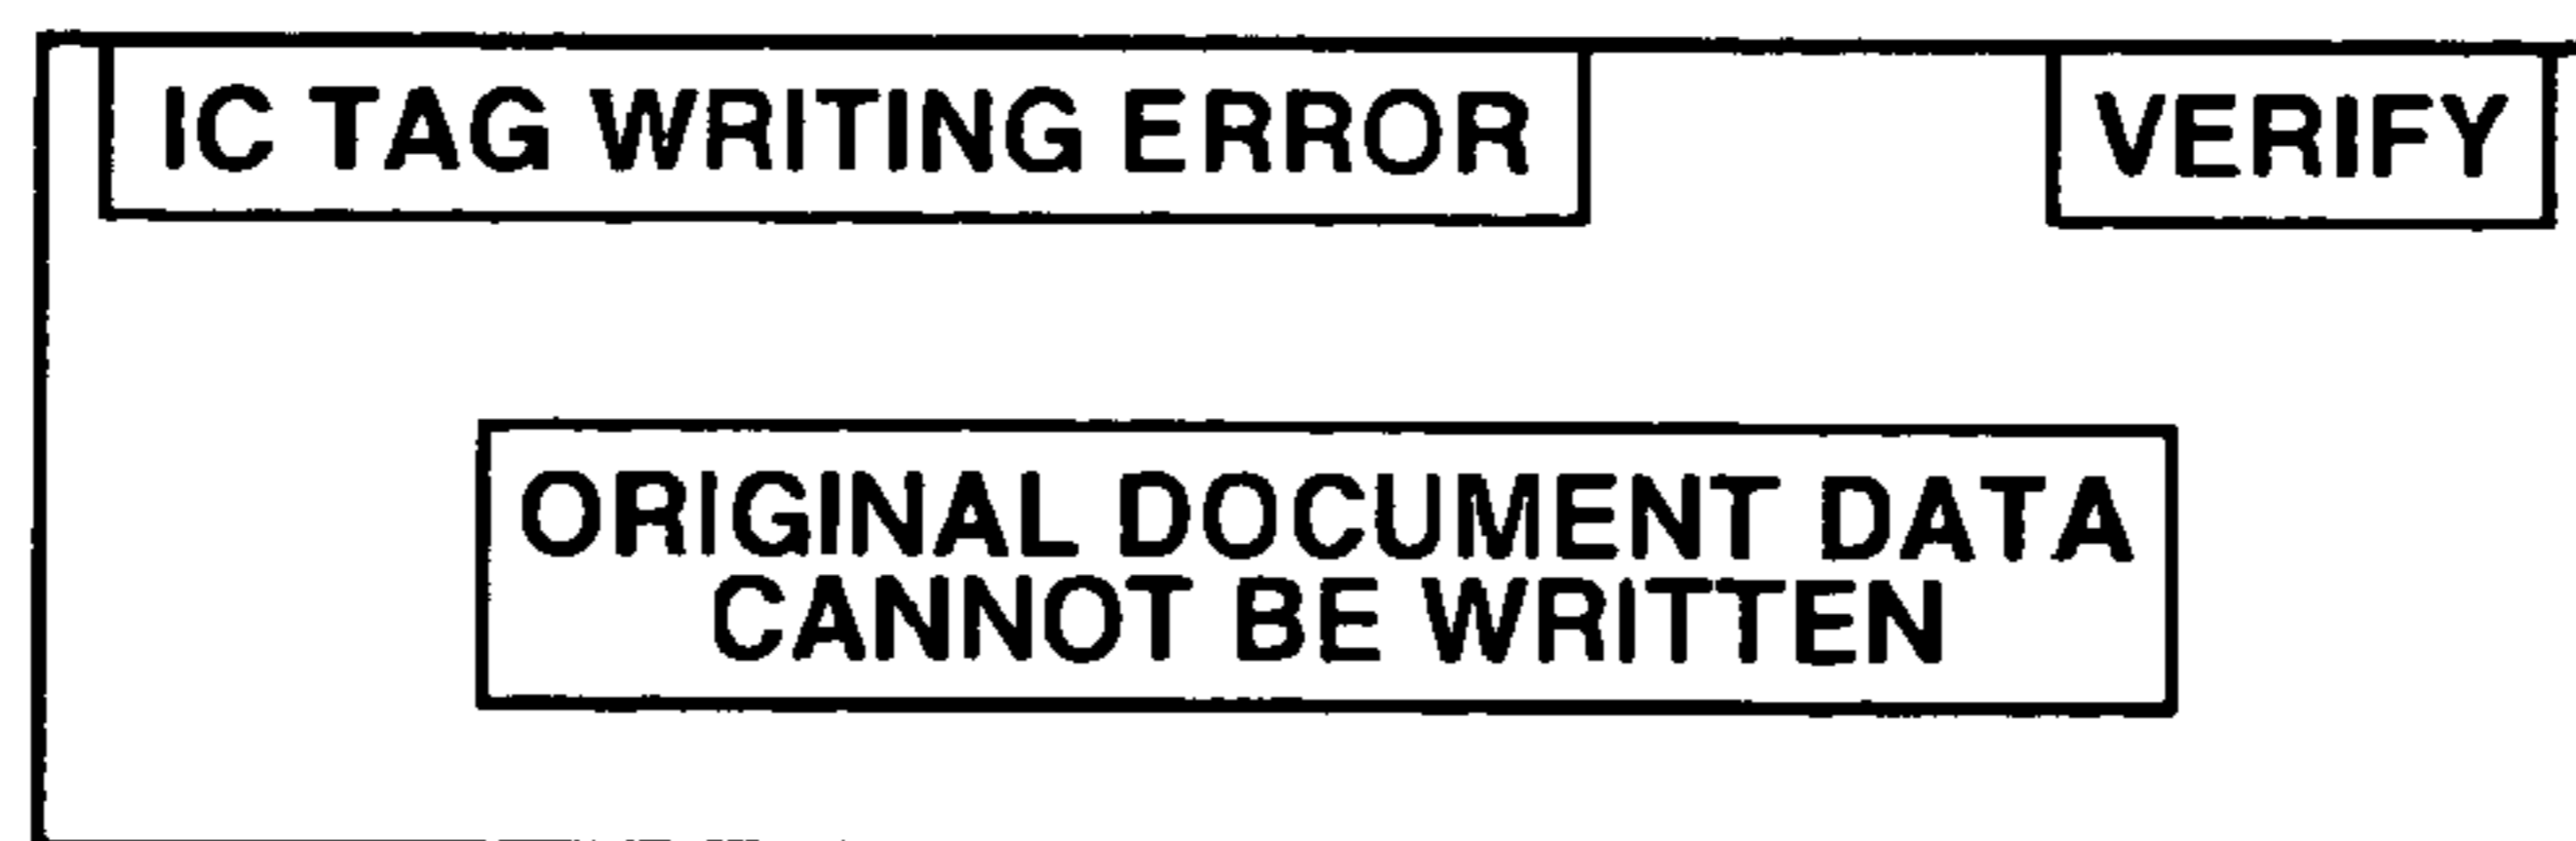 IC TAG WRITING ERROR
VERIFY
ORIGINAL DOCUMENT DATA
CANNOT BE WRITTEN